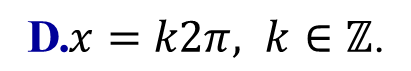 D.x = k2π, k ∈ ℤ.